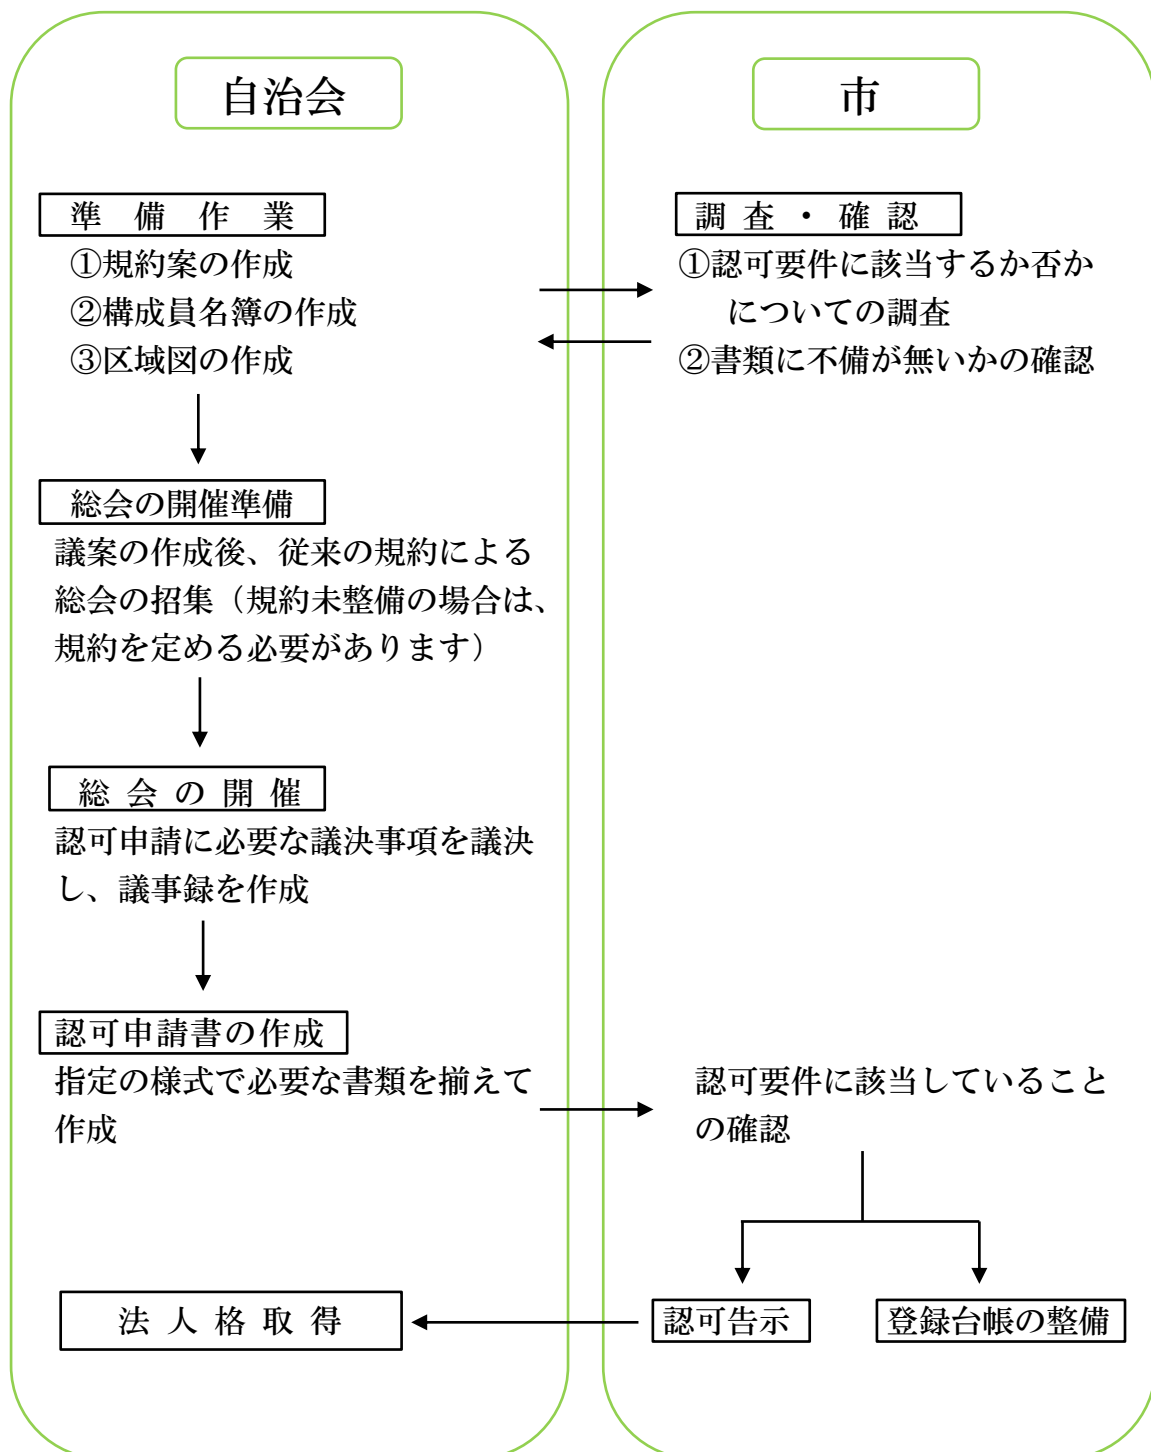 自治会
準備作業
①規約案の作成
②構成員名簿の作成
③区域図の作成
総会の開催準備
議案の作成後、従来の規約による
総会の招集（規約未整備の場合は、
規約を定める必要があります）
総会の開催
認可申請に必要な議決事項を議決
し、議事録を作成
認可申請書の作成
指定の様式で必要な書類を揃えて
作成
法人格取得
市
調査・確認
①認可要件に該当するか否か
についての調査
②書類に不備が無いかの確認
認可要件に該当していること
の確認
認可告示
登録台帳の整備